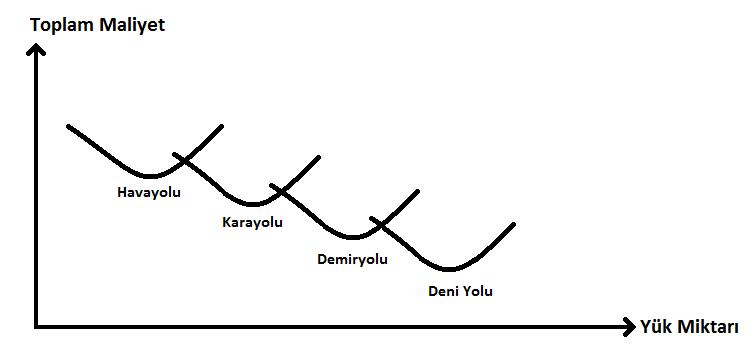 Toplam Maliyet
Havayolu
Karayolu
Demiryolu
Deni Yolu
Yük Miktarı